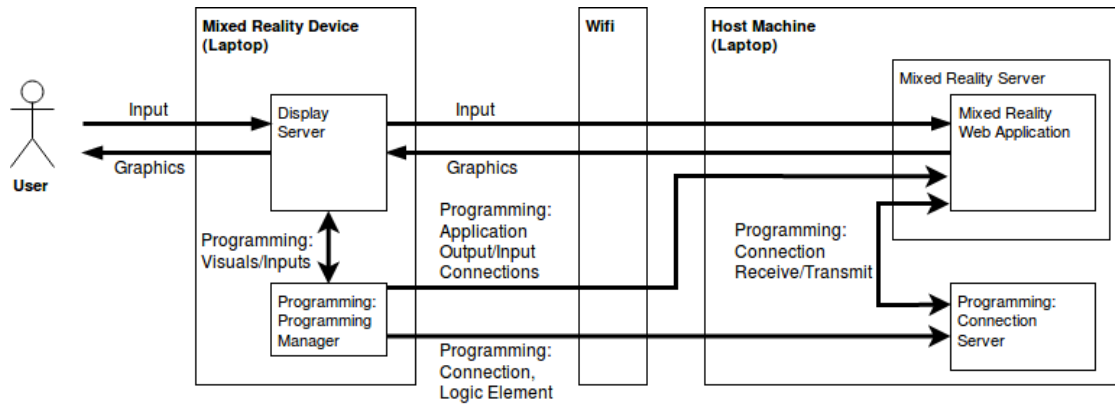 Mixed Reality Device
(Laptop)
Wifi
Host Machine
(Laptop)
Mixed Reality Server
Input
Display
Server
Input
Mixed Reality
Web Application
Graphics
Graphics
User
Programming:
Visuals/Inputs
Programming:
Application
Output/Input
Connections
Programming:
Connection
Receive/Transmit
Programming:
Programming
Manager
Programming:
Connection
Server
Programming:
Connection,
Logic Element